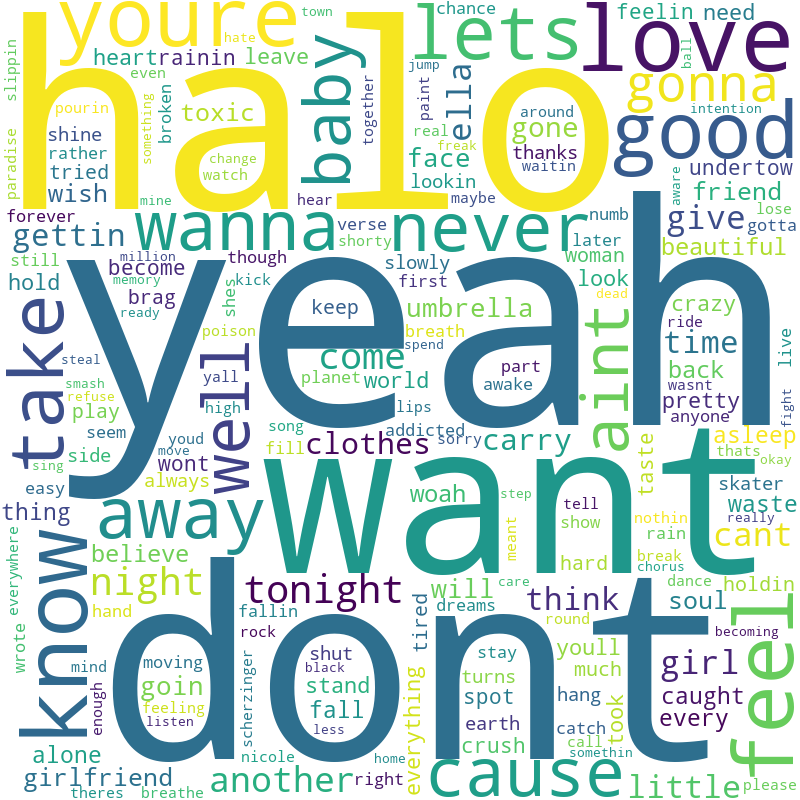 town
chance
feelin need
youre
hate
lets
love
halo
slippin
heart rainin
leave
even
baby
together
jump
paint
ella
ball
gonna
pourin
something
broken
toxic
real
freak
around
gone
intention
good
paradise
shine
rather
tried
wish
change
watch
mine
face
lookin
thanks
waitin
undertow
aware
friend
forever
hear
maybe
gettin
wanna
verse
shorty
never
numb
later
give
lose
gotta
still
million
though
slowly
woman
beautiful
hold
become
memory
brag
ready
shes
kick
first
look
keep
umbrella
dead
crazy
take
yeah
steal
poison
breath
spend
ride
time
live
well
yall
come
part
wasnt
smash
refuse
planet
world
awake
aint
back
play
high
addicted
lips
pretty
anyone
fight
seem
youd
move
song
sorry
clothes
carry
asleep
sing
side
wont
fill
want
taste
thats
okay
easy
always
woah
step
tell
skater
thing
away
nothin
waste
really
wrote
everywhere
believe
meant
show
rain
break
cant
know
night
chorus
tonight
hard
care
dance
holdin
hand
will
think
soul
fallin
dreams
tired
round
rock
dont
becoming
mind
moving
shut
black
stay
youll
girl
feel
enough
goin
scherzinger
stand
turns
much
feeling
listen
fall
less
everything
spot
hang
took
caught
every
earth
catch
crush
call
somethin
alone
nicole
home
girlfriend
another
right
cause
little
please
theres
breathe